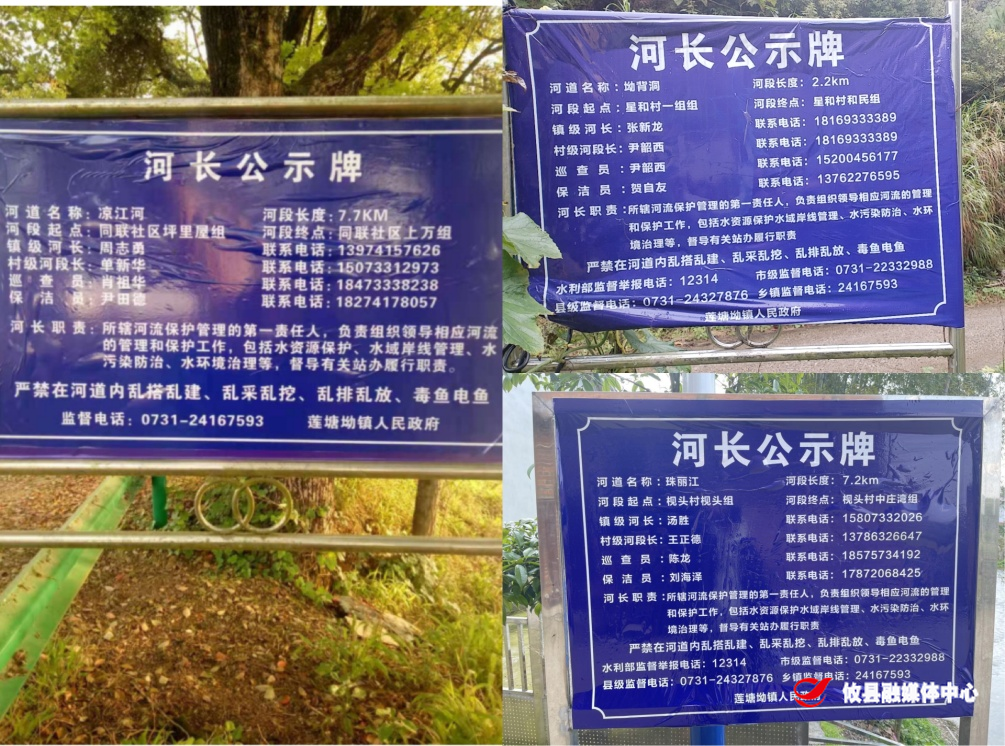 河长公示牌
河道名称：凉江河 河段长度：7.7KM
河段起点：同联社区坪里屋组 河段终点：同联社区上万组
镇级河长：周志勇 联系电话：13974157626
村级河段长：单新华 联系电话：15073312973
巡查员：肖祖华 联系电话：18473338238
保洁员：尹田德 联系电话：18274178057
河长职责：所辖河流保护管理的第一责任人，负责组织领导相应河流
的管理和保护工作，包括水资源保护、水域岸线管理、水
污染防治、水环境治理等，督导有关站办履行职责。
严禁在河道内乱搭乱建、乱采乱挖、乱排乱放、毒鱼电鱼
监督电话：0731-24167593 莲塘坳镇人民政府
河长公示牌
河道名称：坳背洞 河段长度：2.2km
河段起点：星和村一组组 河段终点：星和村和民组
镇级河长：张新龙 联系电话：18169333389
村级河段长：尹韶西 联系电话：18169333389
巡查员：尹韶西 联系电话：15200456177
保洁员：贺自友 联系电话：13762276595
河长职责：所辖河流保护管理的第一责任人，负责组织领导相应河流的管理
和保护工作，包括水资源保护水域岸线管理、水污染防治、水环
境治理等，督导有关站办履行职责
严禁在河道内乱搭乱建、乱采乱挖、乱排乱放、毒鱼电鱼
水利部监督举报电话：12314 市级监督电话：0731-22332988
县级监督电话：0731-24327876 乡镇监督电话：24167593
莲塘坳镇人民政府
河长公示牌
河道名称：珠丽江 河段长度：7.2km
河段起点：枧头村枧头组 河段终点：枧头村中庄湾组
镇级河长：汤胜 联系电话：15807332026
村级河段长：王正德 联系电话：13786326647
巡查员：陈龙 联系电话：18575734192
保洁员：刘海泽 联系电话：17872068425
河长职责：所辖河流保护管理的第一责任人，负责组织领导相应河流的管理
和保护工作，包括水资源保护水域岸线管理、水污染防治、水环
境治理等，督导有关站办履行职责
严禁在河道内乱搭乱建、乱采乱挖、乱排乱放、毒鱼电鱼
水利部监督举报电话：12314 市级监督电话：0731-22332988
县级监督电话：0731-24327876 乡镇监督电话：24167593
莲塘坳镇人民
攸县融媒体中心